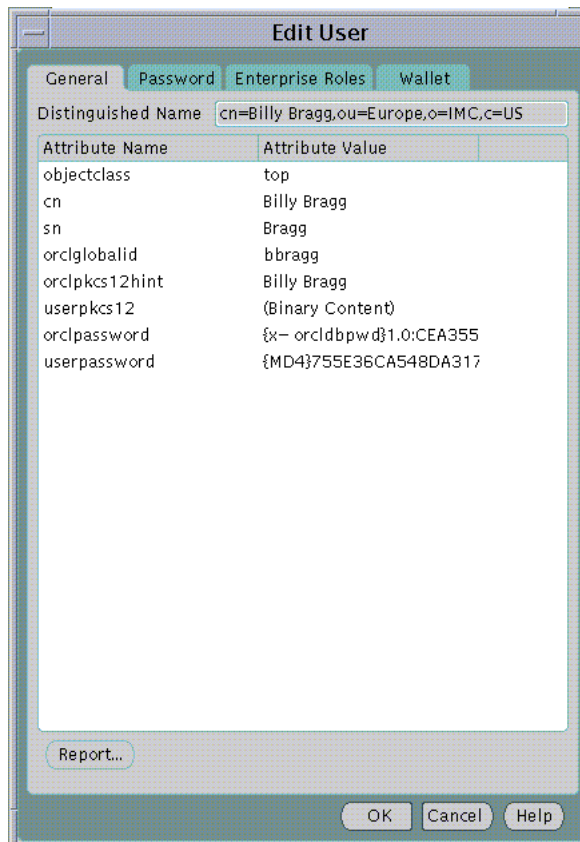 Edit User
General Password Enterprise Roles Wallet
Distinguished Name cn=Billy Bragg,ou=Europe,o=IMC,c=US
Attribute Name Attribute Value
objectclass top
cn Billy Bragg
sn Bragg
orclglobalid bbragg
orclpkcs12hint Billy Bragg
userpkcs12 (Binary Content)
orclpassword {x- orcldbpwd}1.0:CEA355
userpassword {MD4}755E36CA548DA317
Report...
OK Cancel Help